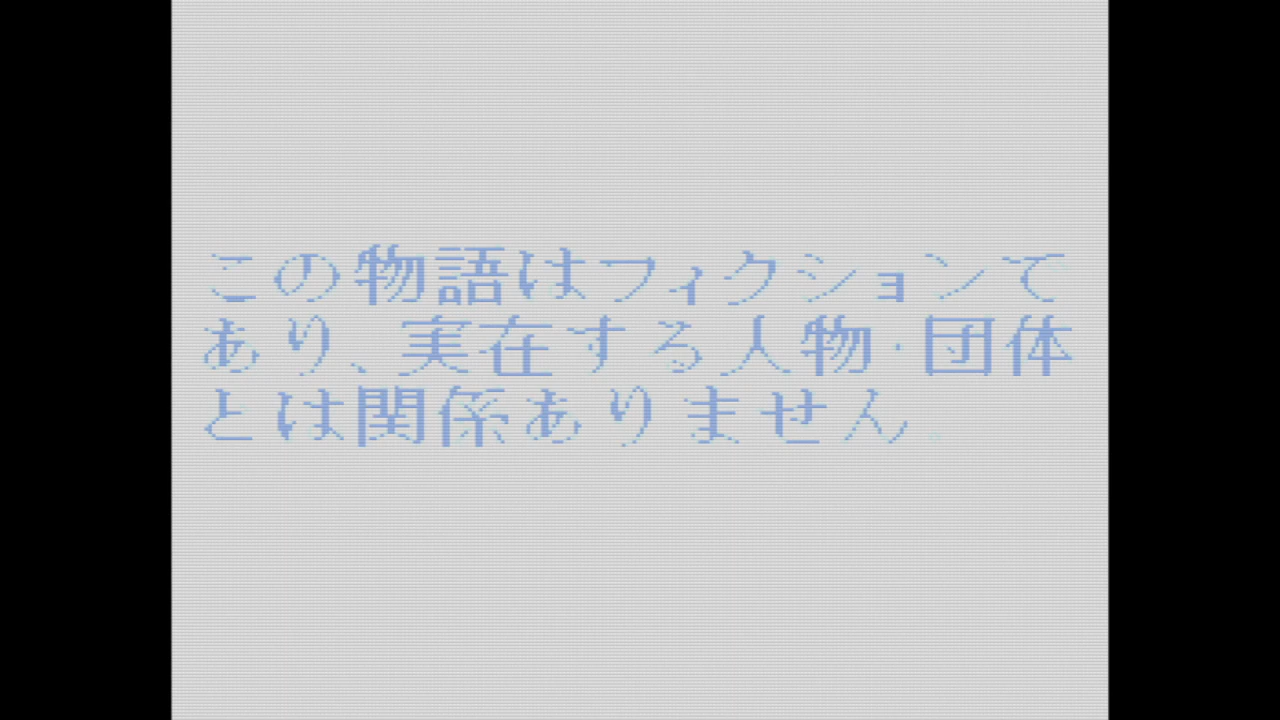 この物語はフィクションで
あり、実在する人物・団体
とは関係ありません。